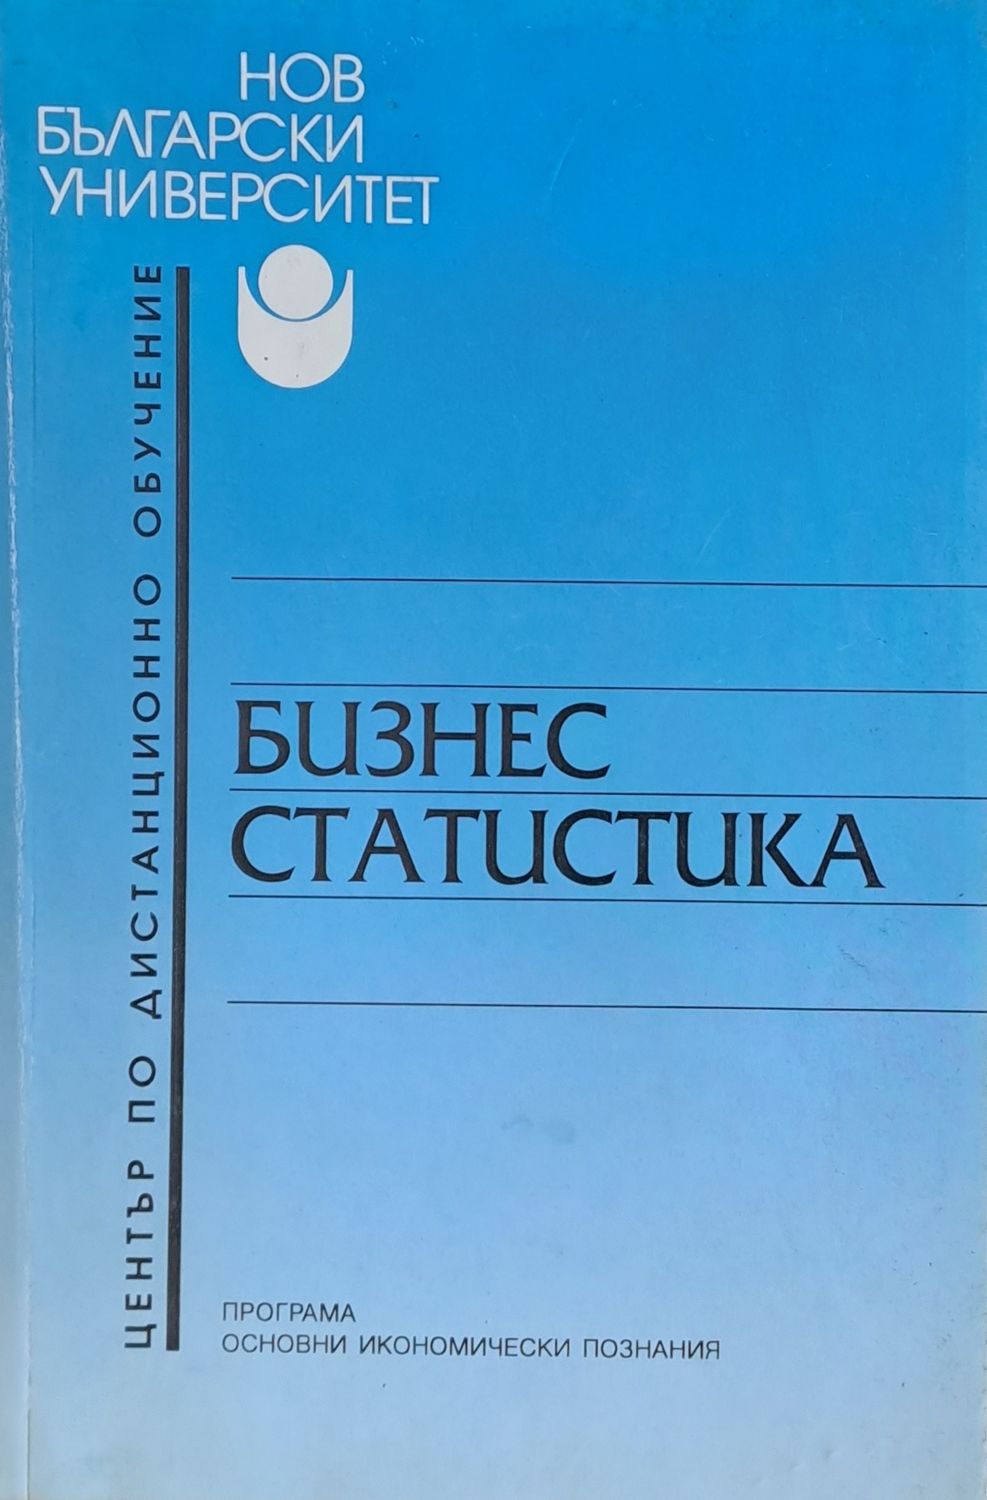 НОВ
БЪЛГАРСКИ
УНИВЕРСИТЕТ
ЦЕНТЪР ПО ДИСТАНЦИОННО ОБУЧЕНИЕ
БИЗНЕС
СТАТИСТИКА
ПРОГРАМА
ОСНОВНИ ИКОНОМИЧЕСКИ ПОЗНАНИЯ